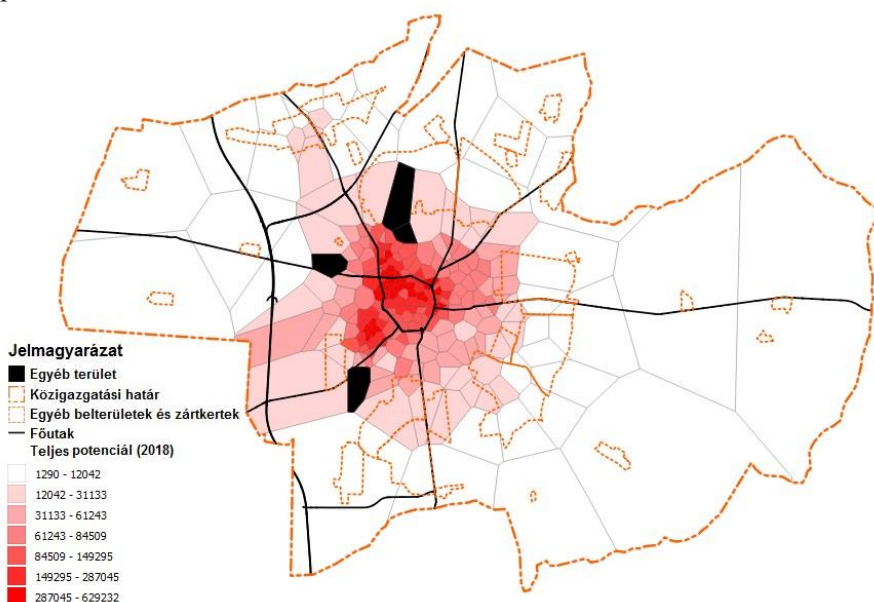 Jelmagyarázat
Egyéb terület
Közigazgatási határ
Egyéb belterületek és zártkertek
Főutak
Teljes potenciál (2018)
1290 - 12042
12042 - 31133
31133 - 61243
61243 - 84509
84509 - 149295
149295 - 287045
287045 - 629232